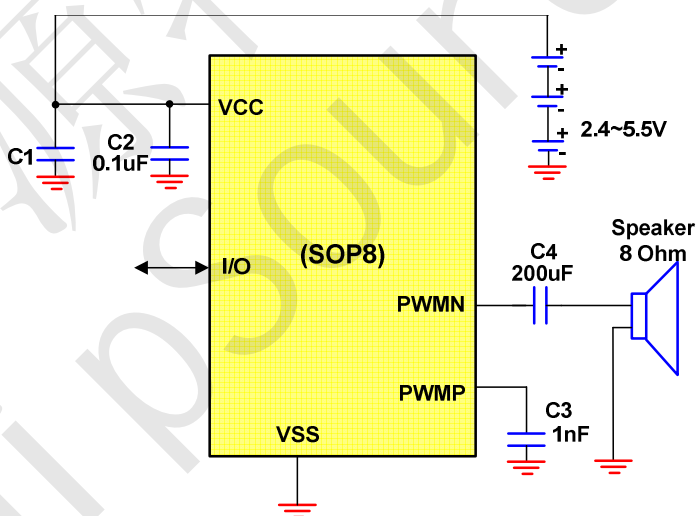 VCC
C1
C2
0.1uF
+
-
+
-
+
-
2.4~5.5V
I/O
(SOP8)
Speaker
8 Ohm
C4
200uF
PWMN
PWMP
C3
1nF
VSS